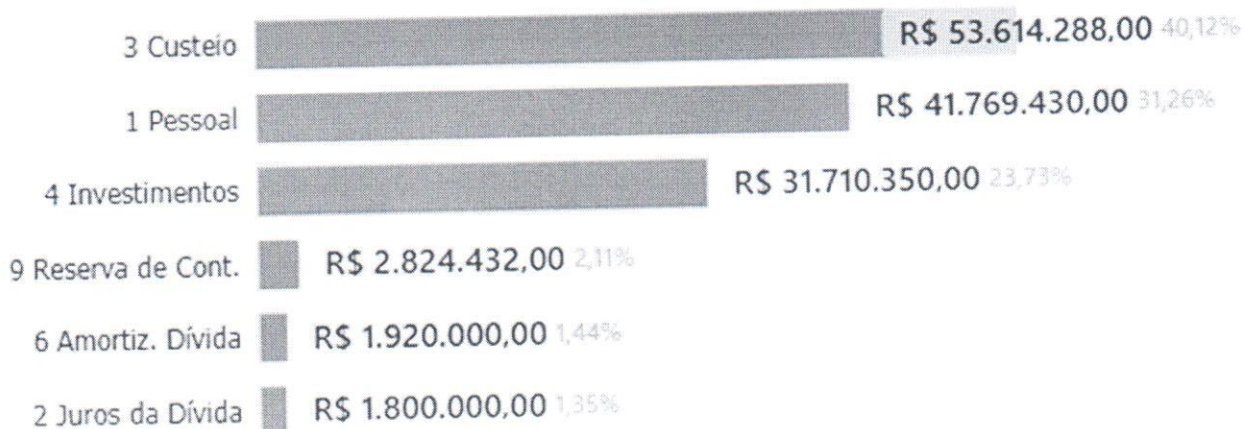 3 Custeio R$ 53.614.288,00 40,12%
1 Pessoal R$ 41.769.430,00 31,26%
4 Investimentos R$ 31.710.350,00 23,73%
9 Reserva de Cont. R$ 2.824.432,00 2,11%
6 Amortiz. Dívida R$ 1.920.000,00 1,44%
2 Juros da Dívida R$ 1.800.000,00 1,35%